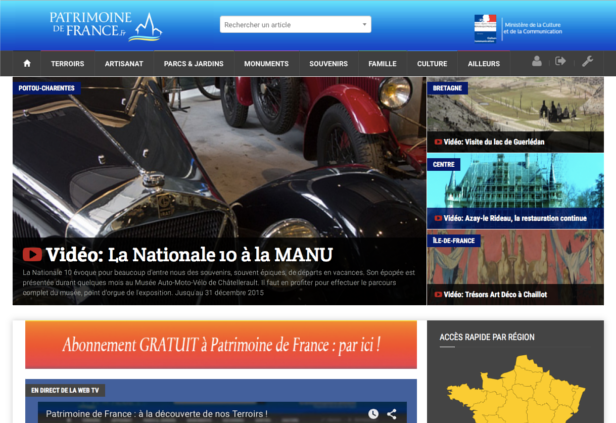 PATRIMOINE
DE FRANCE.fr
Rechercher un article
Ministère de la Culture
et de la Communication
TERROIRS ARTISANAT PARCS & JARDINS MONUMENTS SOUVENIRS FAMILLE CULTURE AILLEURS
POITOU-CHARENTES
Vidéo: La Nationale 10 à la MANU
La Nationale 10 évoque pour beaucoup d'entre nous des souvenirs, souvent épiques, de départs en vacances. Son épopée est
présentée durant quelques mois au Musée Auto-Moto-Vélo de Châtellerault. Il faut en profiter pour effectuer le parcours
complet du musée, point d'orgue de l'exposition. Jusqu'au 31 décembre 2015
BRETAGNE
Vidéo: Visite du lac de Guerlédan
CENTRE
Vidéo: Azay-le Rideau, la restauration continue
ÎLE-DE-FRANCE
Vidéo: Trésors Art Déco à Chaillot
Abonnement GRATUIT à Patrimoine de France : par ici !
ACCÈS RAPIDE PAR RÉGION
EN DIRECT DE LA WEB TV
Patrimoine de France : à la découverte de nos Terroirs !